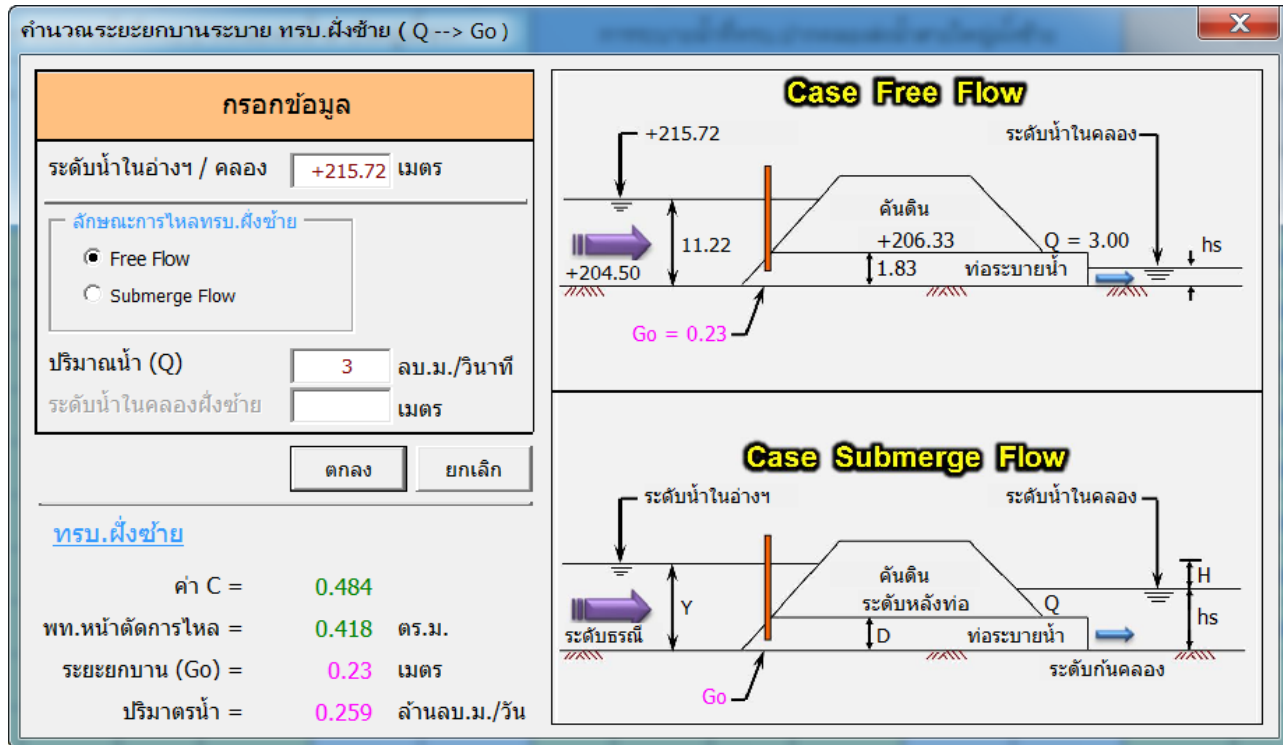 คำนวณระยะยกบานระบาย ทรบ.ฝั่งซ้าย ( Q --> Go )
X
กรอกข้อมูล
ระดับน้ำในอ่างฯ / คลอง +215.72 เมตร
ลักษณะการไหลทรบ.ฝั่งซ้าย
Free Flow
Submerge Flow
ปริมาณน้ำ (Q) 3 ลบ.ม./วินาที
ระดับน้ำในคลองฝั่งซ้าย เมตร
ตกลง ยกเลิก
ทรบ.ฝั่งซ้าย
ค่า C = 0.484
พท.หน้าตัดการไหล = 0.418 ตร.ม.
ระยะยกบาน (Go) = 0.23 เมตร
ปริมาตรน้ำ = 0.259 ล้านลบ.ม./วัน
Case Free Flow
+215.72 ระดับน้ำในคลอง
คันดิน
11.22 +206.33 Q = 3.00 hs
+204.50 1.83 ท่อระบายน้ำ
Go = 0.23
Case Submerge Flow
ระดับน้ำในอ่างฯ ระดับน้ำในคลอง
คันดิน H
Y ระดับหลังท่อ Q hs
ระดับธรณี D ท่อระบายน้ำ
ระดับก้นคลอง
Go